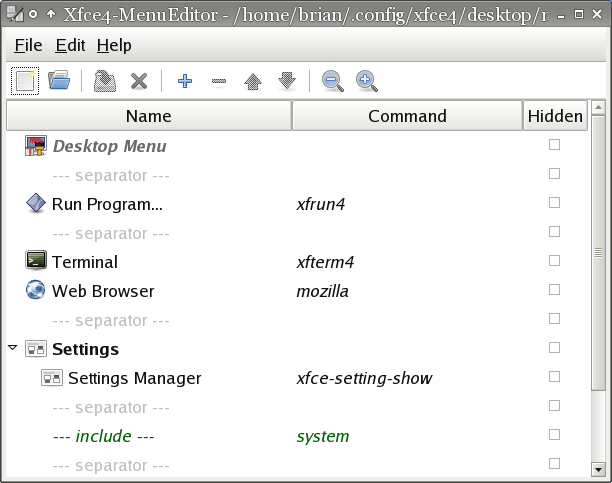 Xfce4-MenuEditor - /home/brian/.config/xfce4/desktop/
File Edit Help
Name Command Hidden
Desktop Menu
--- separator ---
Run Program... xfrun4
--- separator ---
Terminal xfterm4
Web Browser mozilla
--- separator ---
Settings
Settings Manager xfce-setting-show
--- separator ---
--- include --- system
--- separator ---